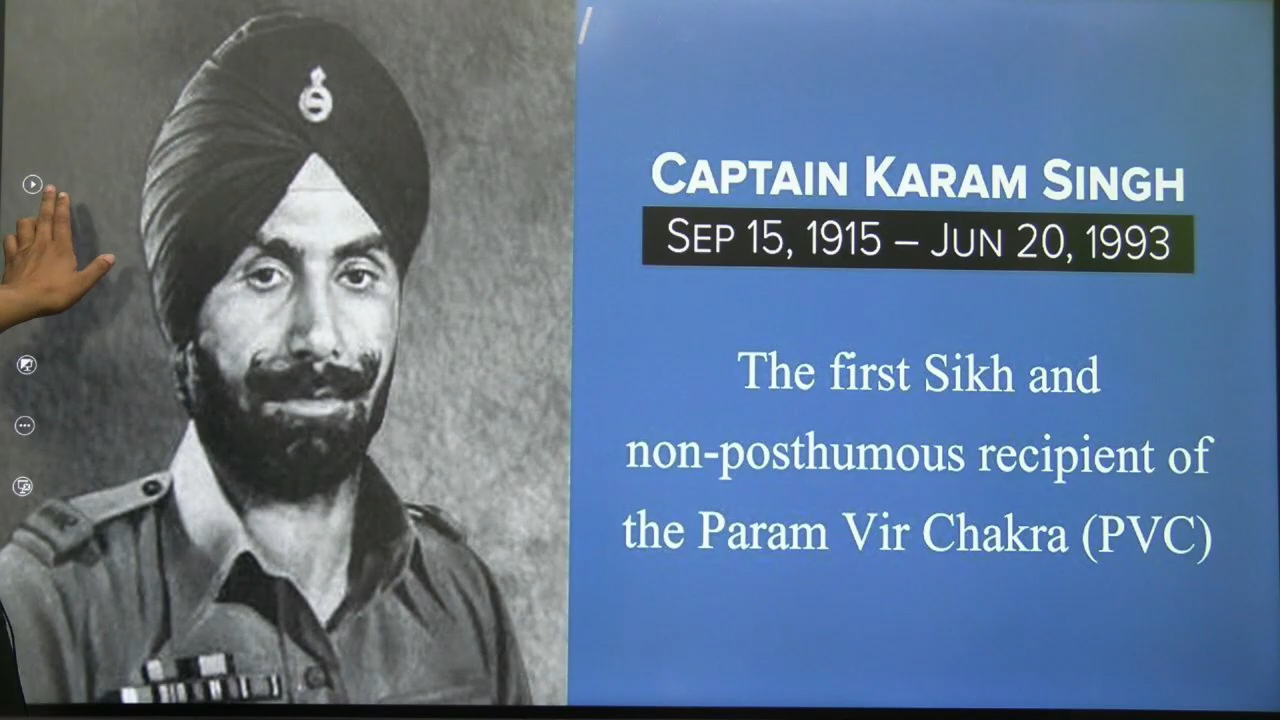 CAPTAIN KARAM SINGH
SEP 15, 1915 – JUN 20, 1993
The first Sikh and
non-posthumous recipient of
the Param Vir Chakra (PVC)